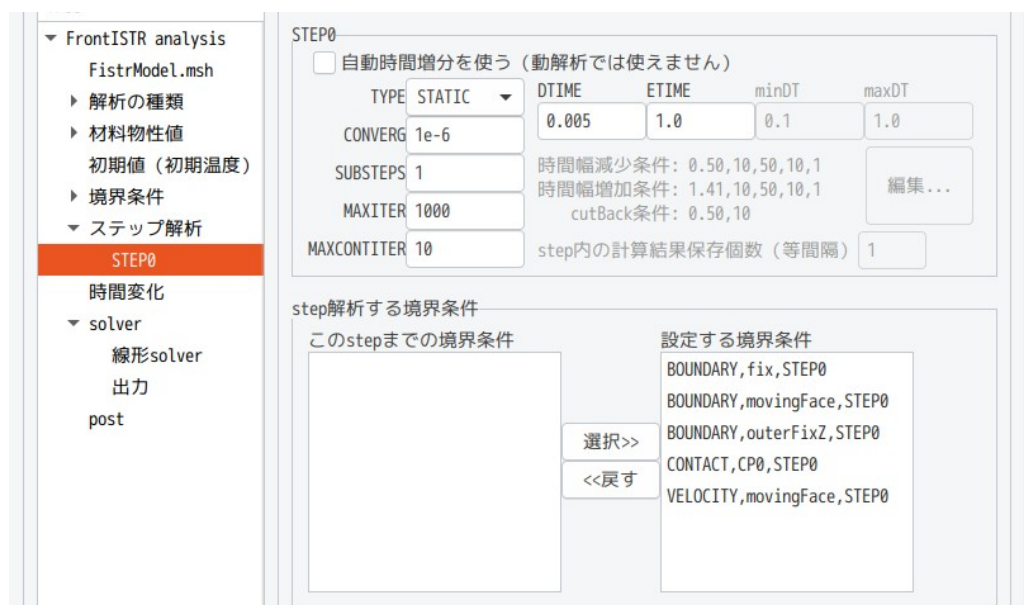 FrontISTR analysis
FistrModel.msh
解析の種類
材料物性値
初期値（初期温度）
境界条件
ステップ解析
STEP0
時間変化
solver
線形solver
出力
post
STEP0
自動時間増分を使う（動解析では使えません）
TYPE STATIC
DTIME ETIME minDT maxDT
0.005 1.0 0.1 1.0
CONVERG 1e-6
SUBSTEPS 1
MAXITER 1000
MAXCONTITER 10
時間幅減少条件: 0.50,10,50,10,1
時間幅増加条件: 1.41,10,50,10,1
cutBack条件: 0.50,10
編集...
step内の計算結果保存個数（等間隔） 1
step解析する境界条件
このstepまでの境界条件
設定する境界条件
選択>>
<<戻す
BOUNDARY,fix,STEP0
BOUNDARY,movingFace,STEP0
BOUNDARY,outerFixZ,STEP0
CONTACT,CP0,STEP0
VELOCITY,movingFace,STEP0